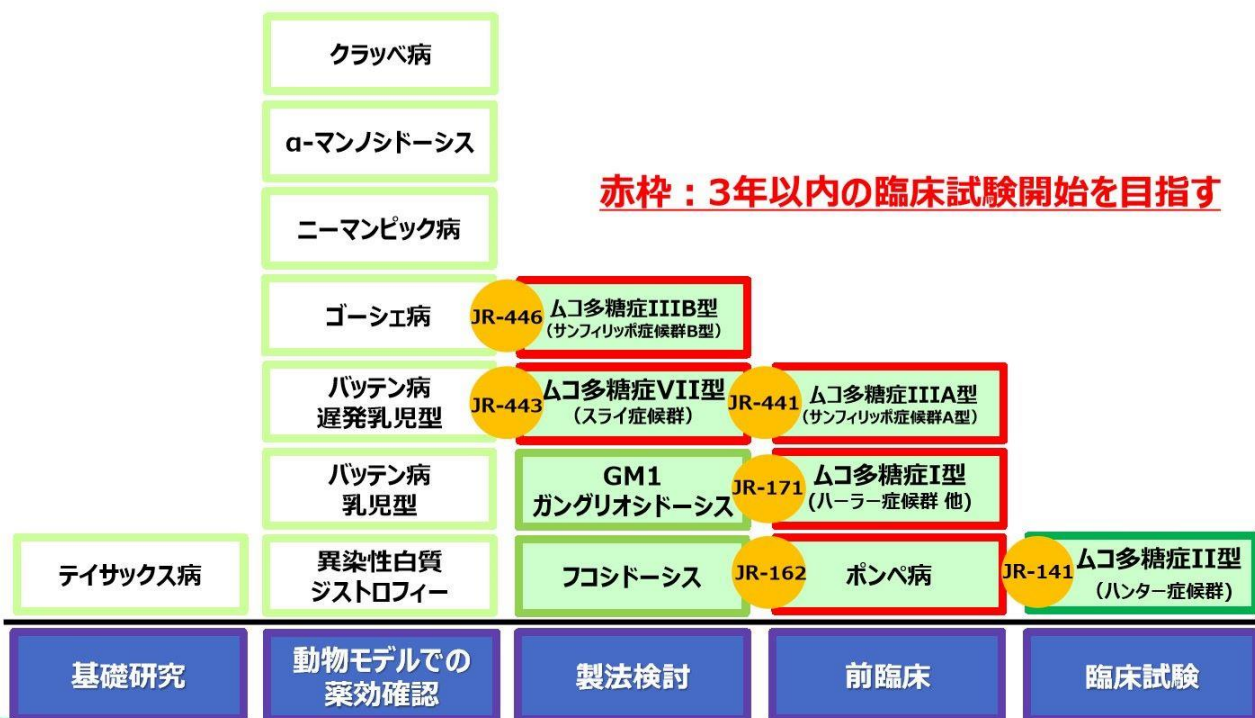 クラッベ病
α-マンノシドーシス
赤枠：3年以内の臨床試験開始を目指す
ニーマンピック病
ゴーシェ病
JR-446
ムコ多糖症IIIB型
（サンフィリッポ症候群B型）
バッテン病
遅発乳児型
JR-443
ムコ多糖症VII型
（スライ症候群）
JR-441
ムコ多糖症IIIA型
（サンフィリッポ症候群A型）
バッテン病
乳児型
GM1
ガングリオシドーシス
JR-171
ムコ多糖症I型
(ハーラー症候群 他)
テイサックス病
異染性白質
ジストロフィー
フコシドーシス
JR-162
ポンペ病
JR-141
ムコ多糖症II型
（ハンター症候群)
基礎研究
動物モデルでの
薬効確認
製法検討
前臨床
臨床試験